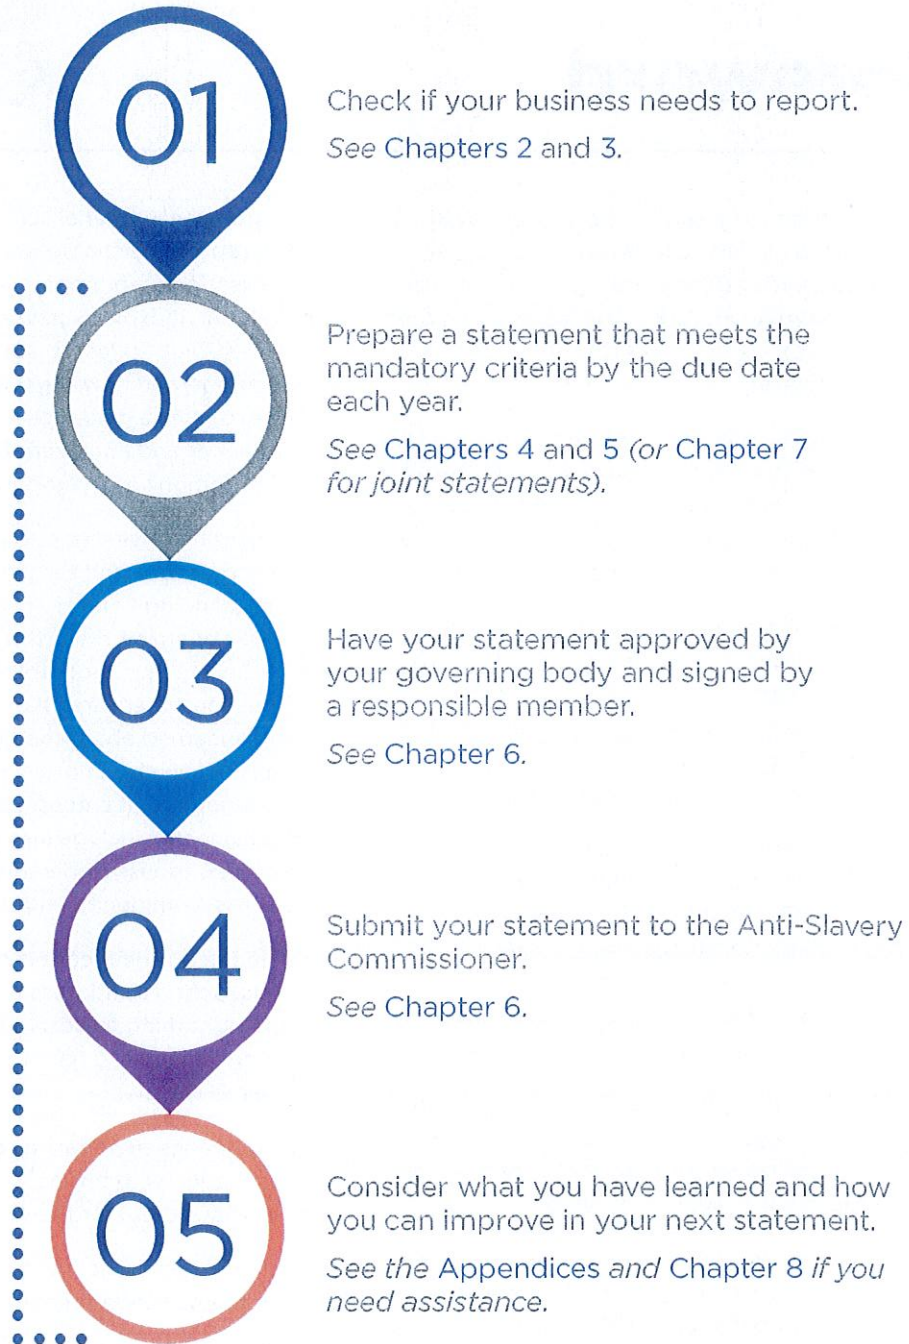 01
Check if your business needs to report.
See Chapters 2 and 3.
02
Prepare a statement that meets the
mandatory criteria by the due date
each year.
See Chapters 4 and 5 (or Chapter 7
for joint statements).
03
Have your statement approved by
your governing body and signed by
a responsible member.
See Chapter 6.
04
Submit your statement to the Anti-Slavery
Commissioner.
See Chapter 6.
05
Consider what you have learned and how
you can improve in your next statement.
See the Appendices and Chapter 8 if you
need assistance.